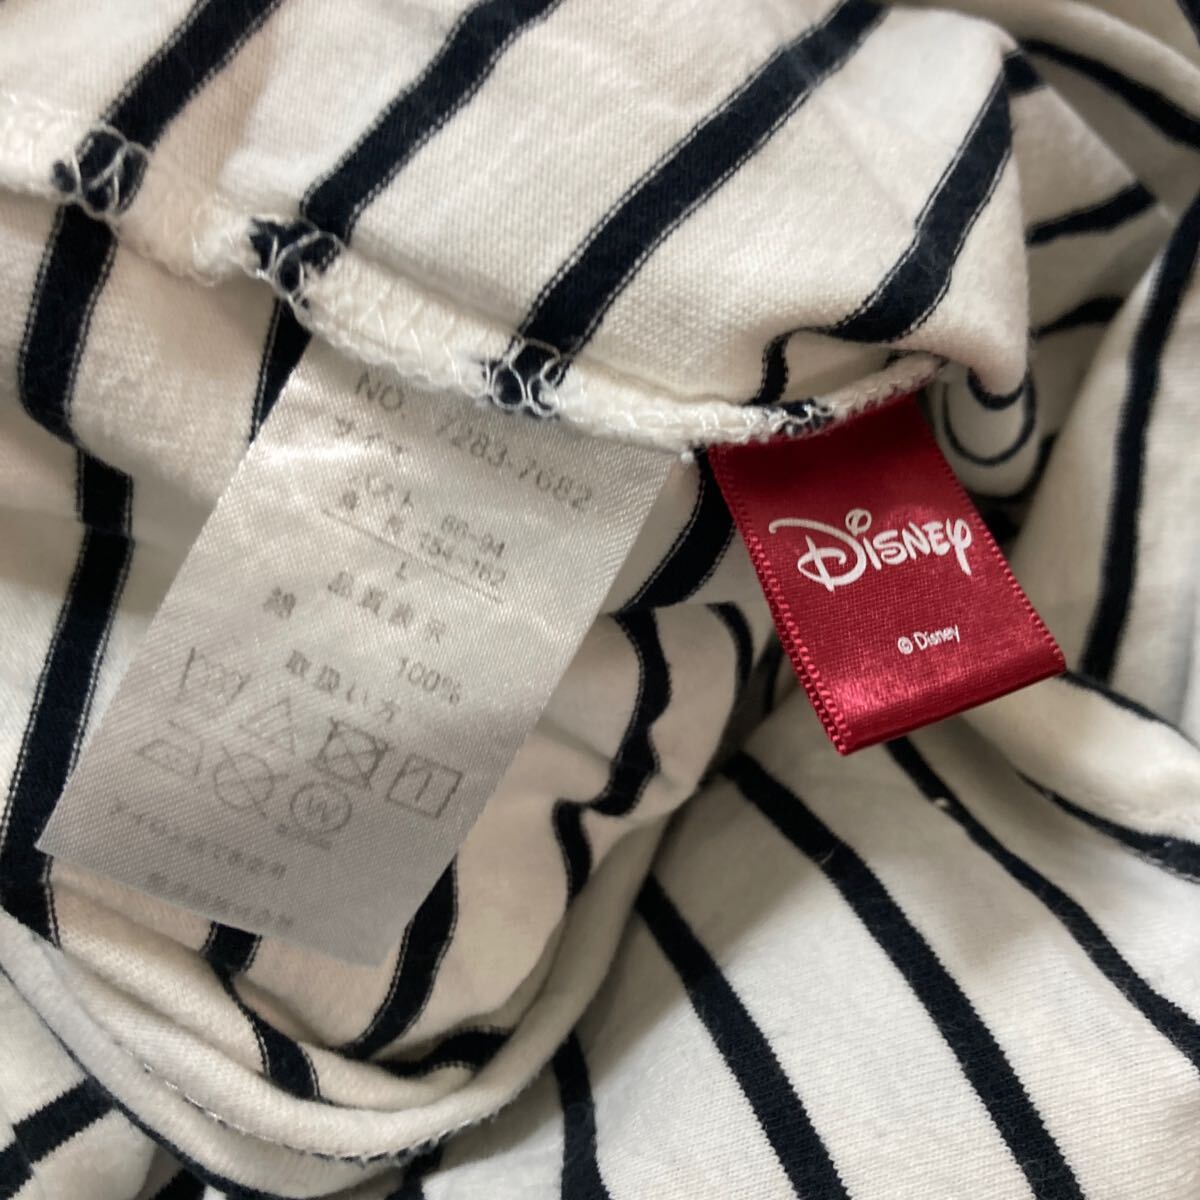 NO. 7283-7682
サイズ
バスト 86-94
身長 154-162
L
品質表示
綿 100%
取扱い方
W
DISNEY
© Disney